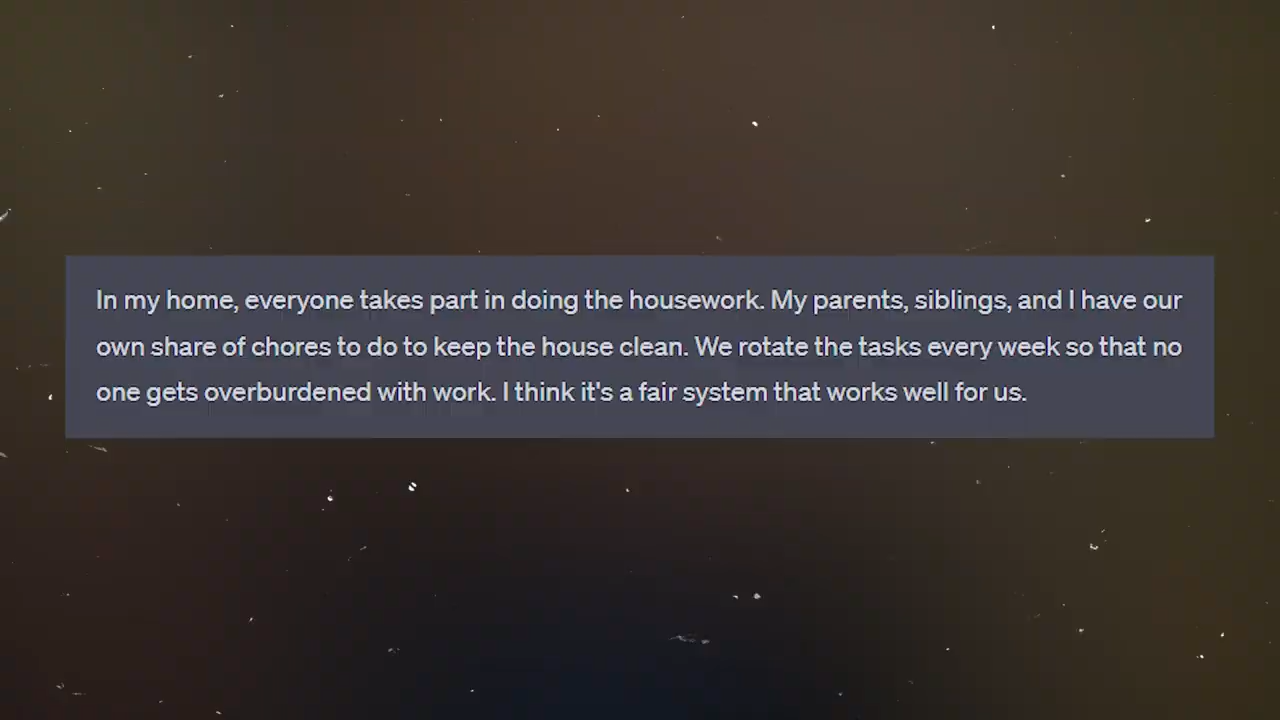 In my home, everyone takes part in doing the housework. My parents, siblings, and I have our
own share of chores to do to keep the house clean. We rotate the tasks every week so that no
one gets overburdened with work. I think it's a fair system that works well for us.